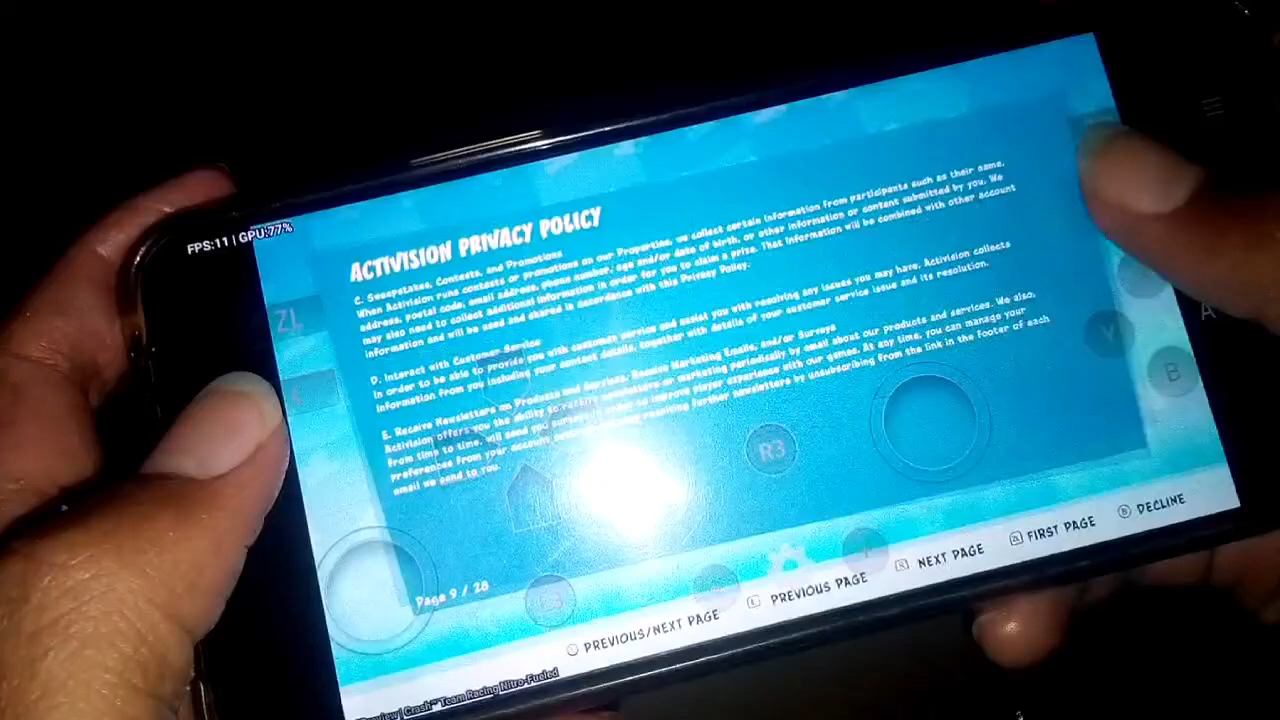 FPS:11 | GPU:77%
ACTIVISION PRIVACY POLICY
C. Sweepstakes, Contests, and Promotions
When Activision runs contests or promotions on our Properties, we collect certain information from participants such as their name,
address, postal code, email address, phone number, age and/or date of birth, or other information or content submitted by you. We
may also need to collect additional information in order for you to claim a prize. That information will be combined with other account
information and will be used and shared in accordance with this Privacy Policy.
D. Interact with Customer Service
In order to be able to provide you with customer service and assist you with resolving any issues you may have, Activision collects
information from you including your contact details, together with details of your customer service issue and its resolution.
E. Receive Newsletters on Products and Services, Receive Marketing Emails, and/or Surveys
Activision offers you the ability to receive newsletters or marketing periodically by email about our products and services. We also,
from time to time, will send you surveys in order to improve player experience with our games. At any time, you can manage your
preferences from your account receiving further newsletters by unsubscribing from the link in the footer of each
email we send to you.
Page 9 / 28
ZL
L
R3
Y
B
A
PREVIOUS/NEXT PAGE
L PREVIOUS PAGE
R NEXT PAGE
ZL FIRST PAGE
B DECLINE
Crash™ Team Racing Nitro-Fueled